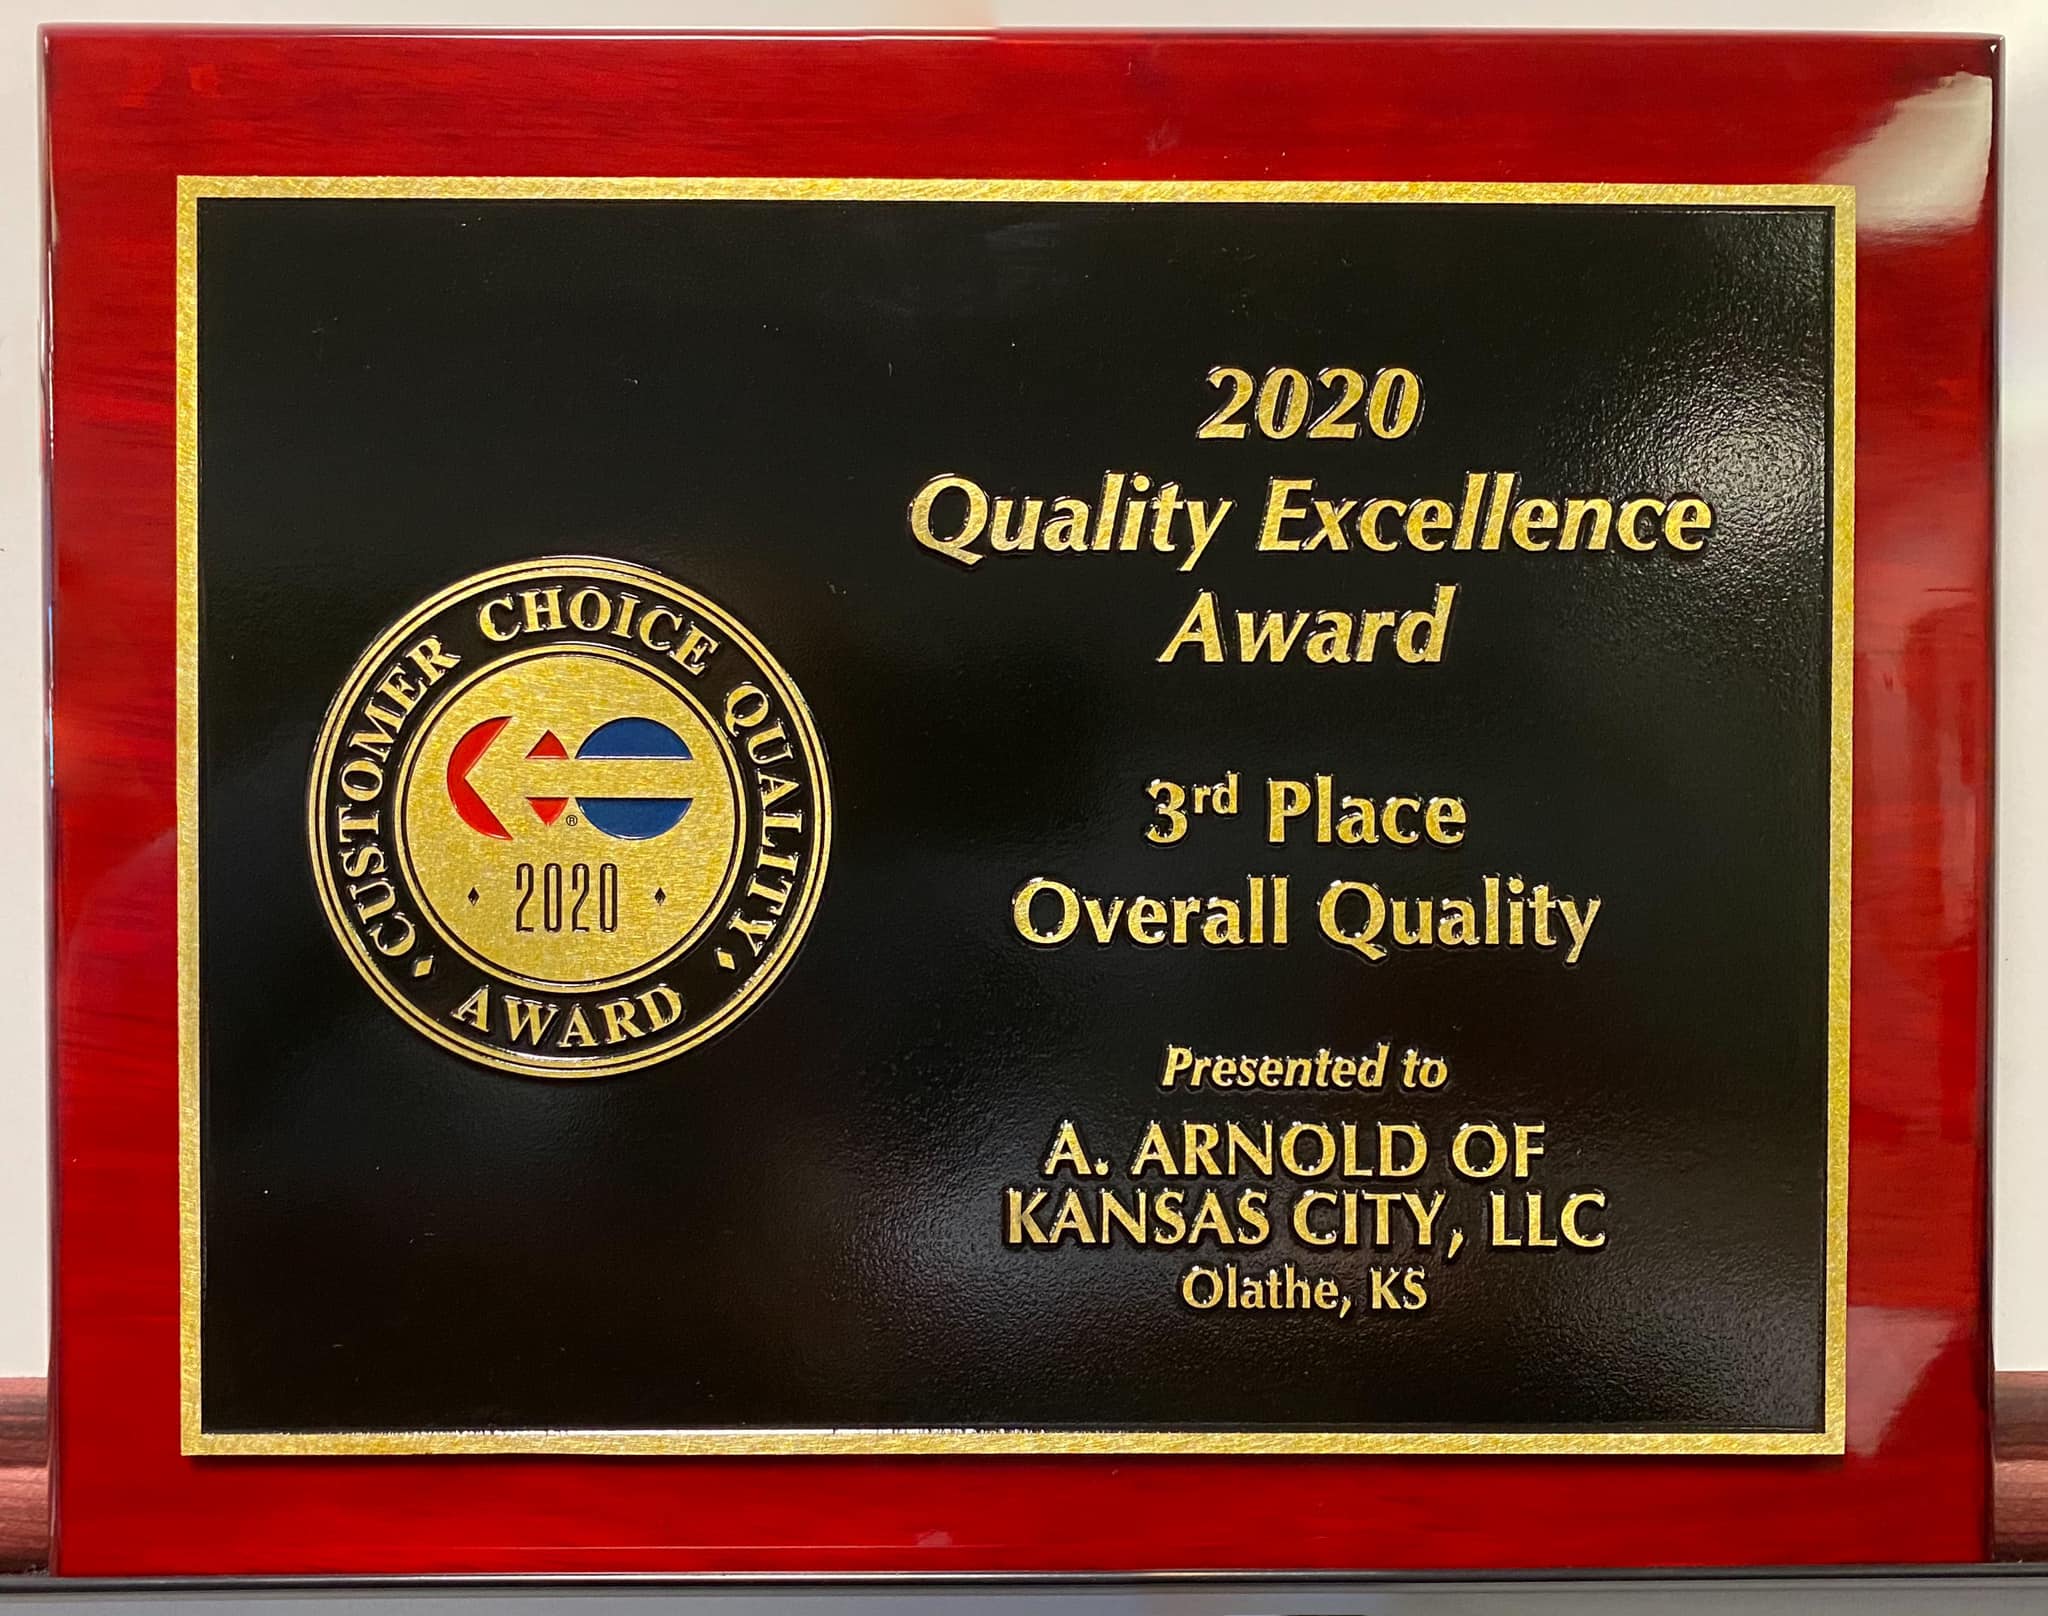 CUSTOMER CHOICE QUALITY
AWARD
®
2020
2020
Quality Excellence
Award
3rd Place
Overall Quality
Presented to
A. ARNOLD OF
KANSAS CITY, LLC
Olathe, KS